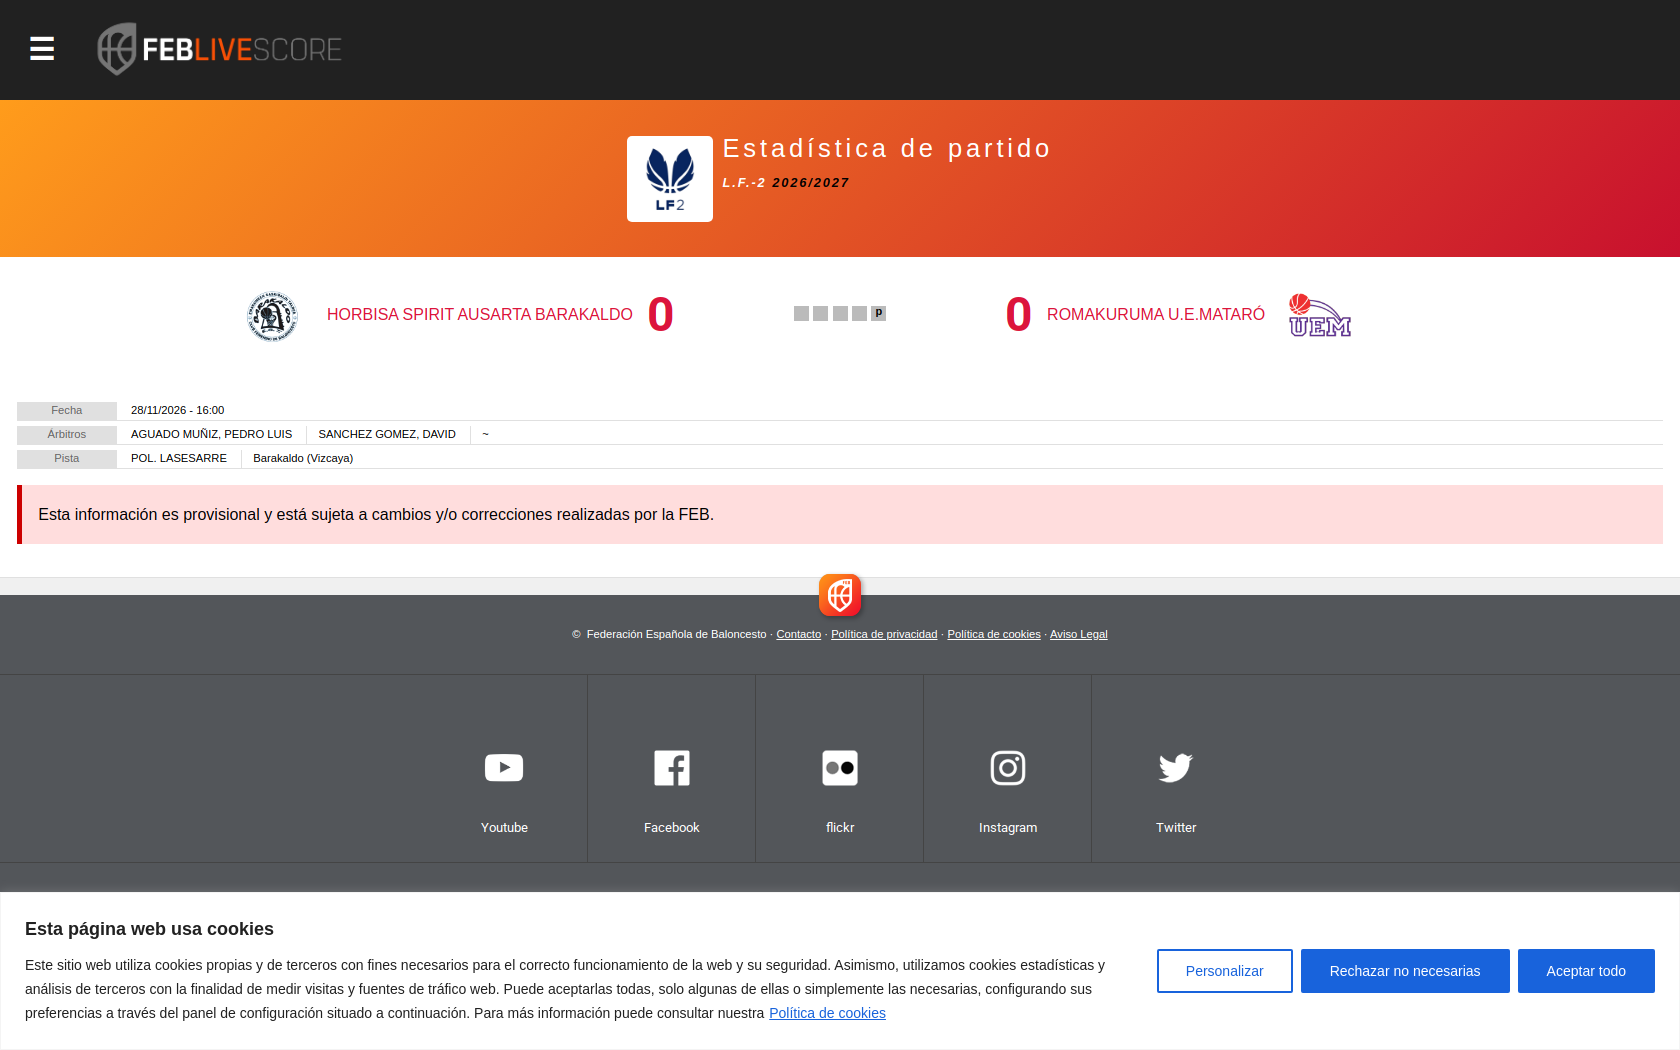 ☰ FEBLIVESCORE
Estadística de partido
L.F.-2 2026/2027
LF2
HORBISA SPIRIT AUSARTA BARAKALDO 0 p 0 ROMAKURUMA U.E.MATARÓ UEM
Fecha 28/11/2026 - 16:00
Árbitros AGUADO MUÑIZ, PEDRO LUIS SANCHEZ GOMEZ, DAVID ~
Pista POL. LASESARRE Barakaldo (Vizcaya)
Esta información es provisional y está sujeta a cambios y/o correcciones realizadas por la FEB.
© Federación Española de Baloncesto · Contacto · Política de privacidad · Política de cookies · Aviso Legal
Youtube Facebook flickr Instagram Twitter
Esta página web usa cookies
Este sitio web utiliza cookies propias y de terceros con fines necesarios para el correcto funcionamiento de la web y su seguridad. Asimismo, utilizamos cookies estadísticas y
análisis de terceros con la finalidad de medir visitas y fuentes de tráfico web. Puede aceptarlas todas, solo algunas de ellas o simplemente las necesarias, configurando sus
preferencias a través del panel de configuración situado a continuación. Para más información puede consultar nuestra Política de cookies
Personalizar Rechazar no necesarias Aceptar todo